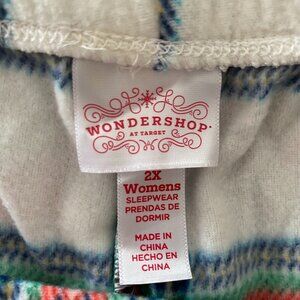 WONDERSHOP
AT TARGET
2X
Womens
SLEEPWEAR
PRENDAS DE
DORMIR
MADE IN
CHINA
HECHO EN
CHINA